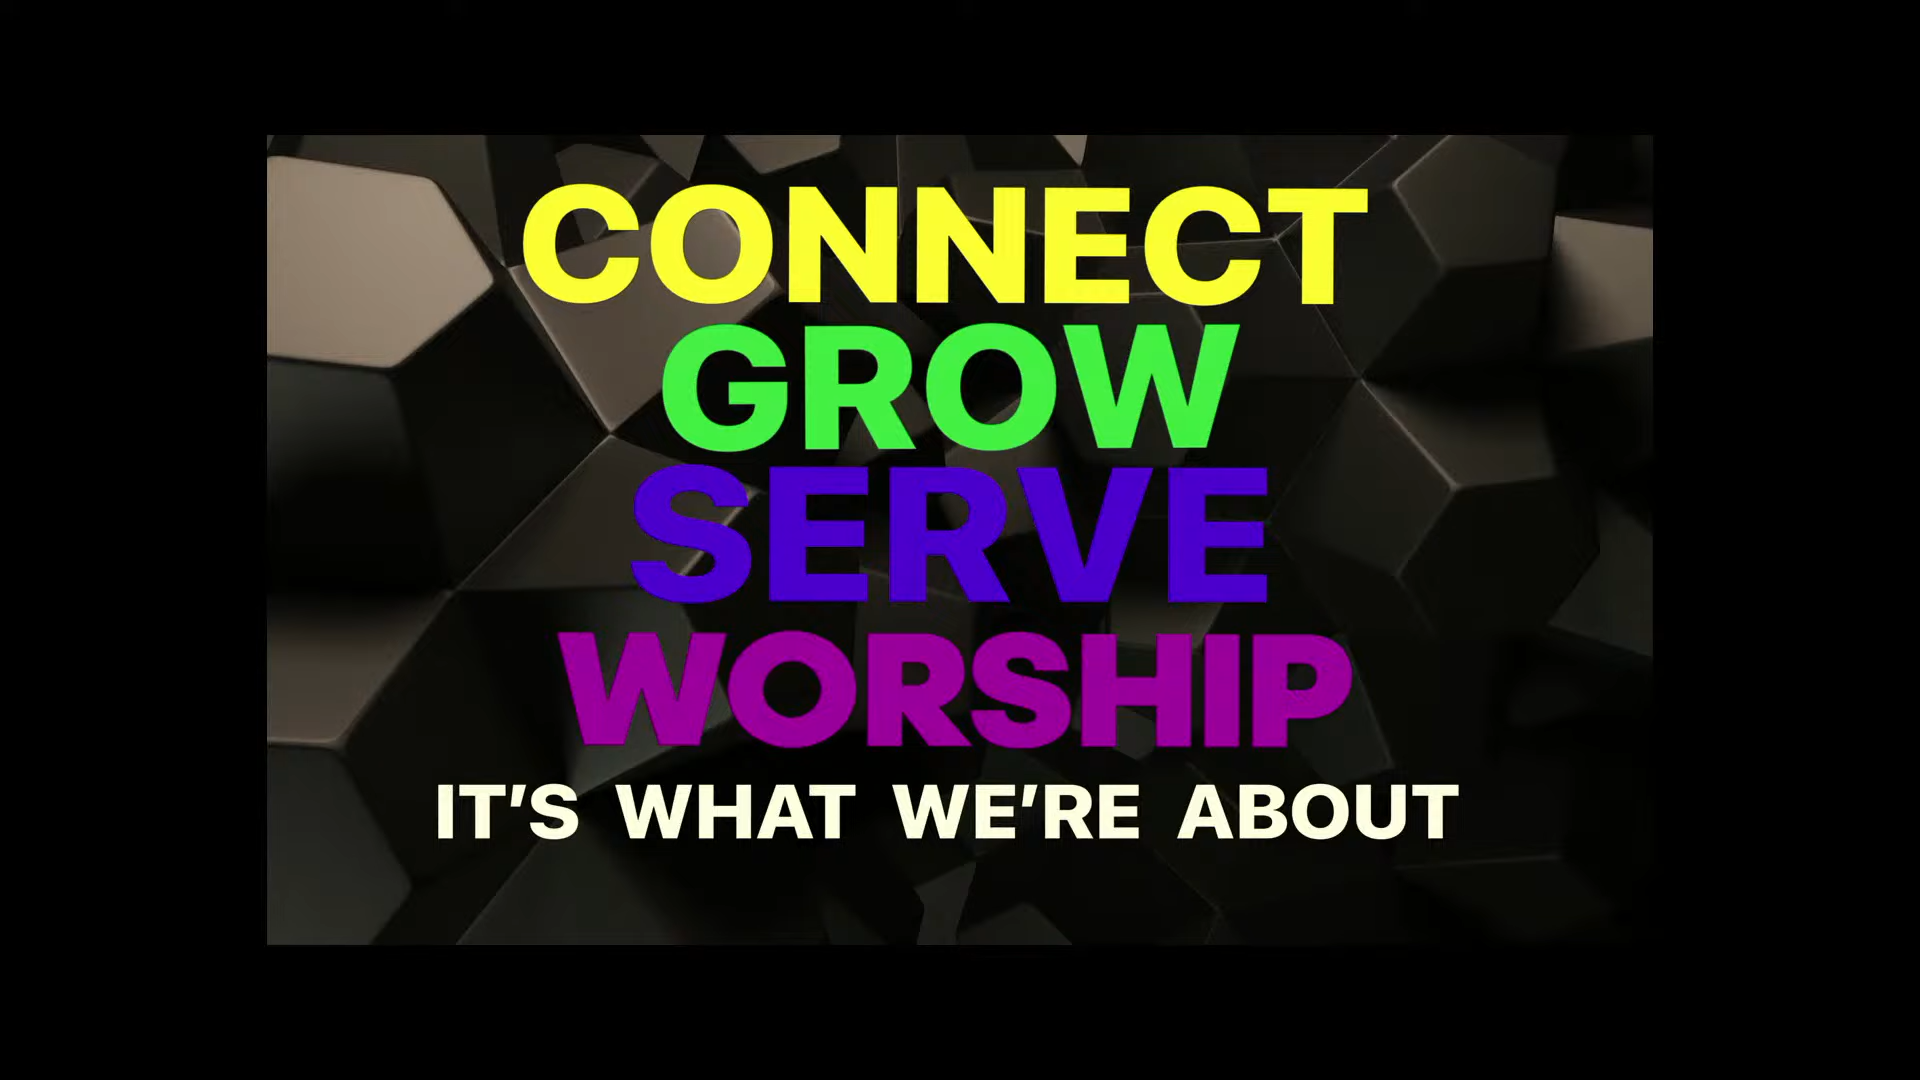 CONNECT
GROW
SERVE
WORSHIP
IT’S WHAT WE’RE ABOUT